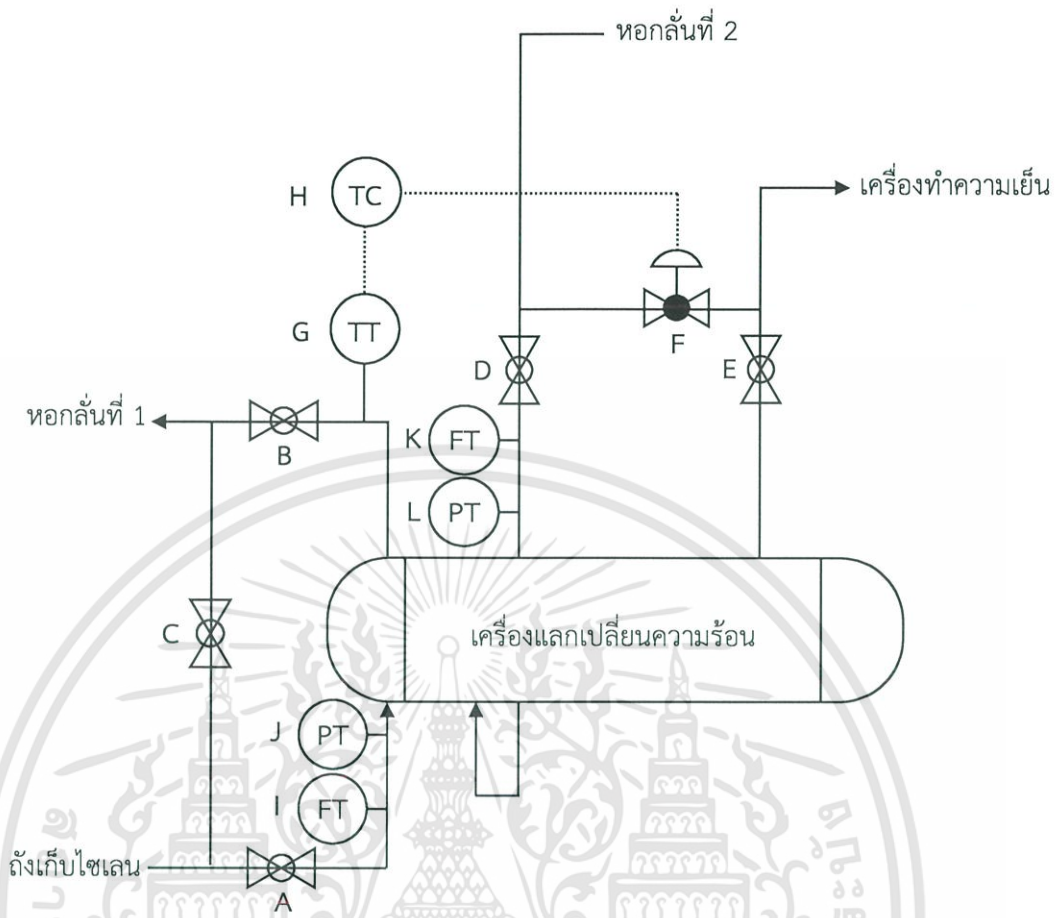 หอกลั่นที่ 2
H TC
เครื่องทำความเย็น
G TT
F
D
E
หอกลั่นที่ 1
B
K FT
L PT
C
เครื่องแลกเปลี่ยนความร้อน
J PT
I FT
ถังเก็บไซเลน
A